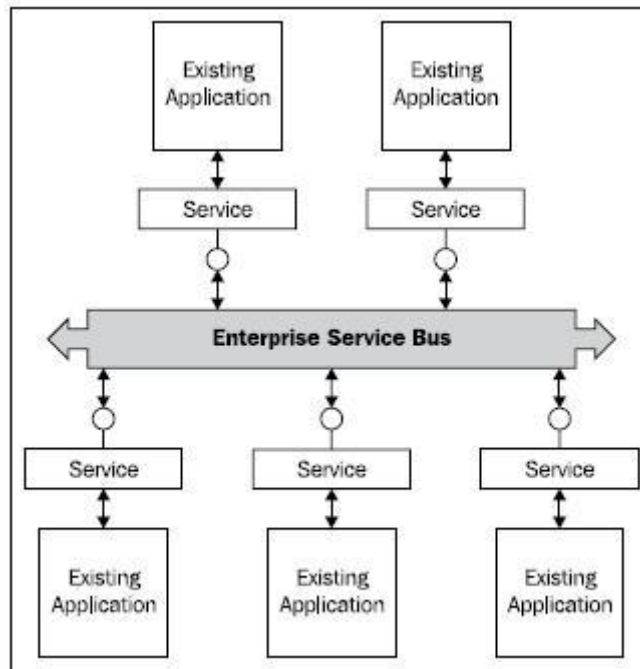 Existing
Application
Existing
Application
Service
Service
Enterprise Service Bus
Service
Service
Service
Existing
Application
Existing
Application
Existing
Application